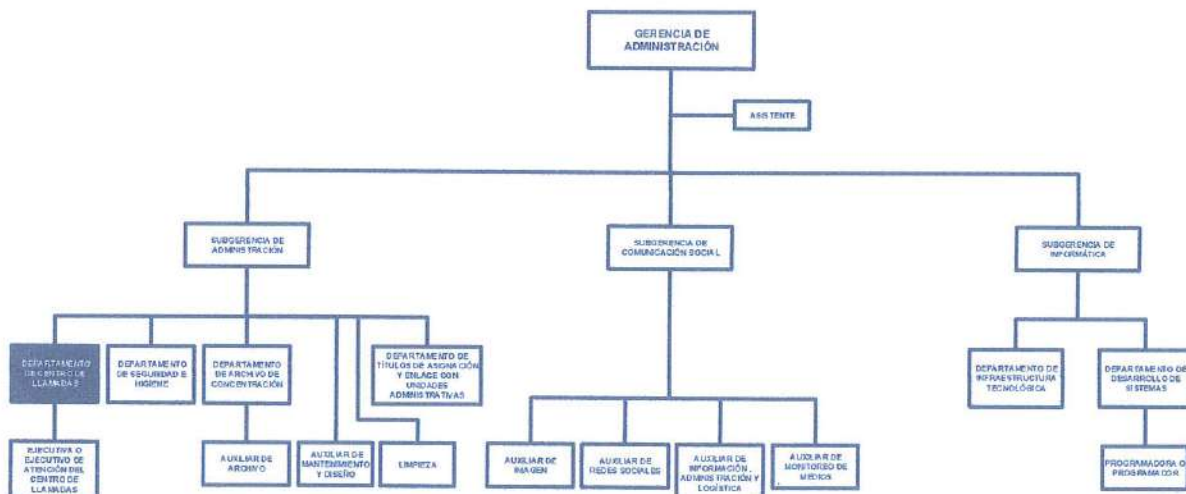 GERENCIA DE
ADMINISTRACIÓN
ASISTENTE
SUBGERENCIA DE
ADMINISTRACIÓN
SUBGERENCIA DE
COMUNICACIÓN SOCIAL
SUBGERENCIA DE
INFORMÁTICA
DEPARTAMENTO
DE CENTRO DE
LLAMADAS
DEPARTAMENTO
DE SEGURIDAD E
HIGIENE
DEPARTAMENTO
DE ARCHIVO DE
CONCENTRACIÓN
DEPARTAMENTO DE
TÍTULOS DE ASIGNACIÓN
Y ENLACE CON
UNIDADES
ADMINISTRATIVAS
DEPARTAMENTO DE
INFRAESTRUCTURA
TECNOLÓGICA
DEPARTAMENTO DE
DESARROLLO DE
SISTEMAS
EJECUTIVA O
EJECUTIVO DE
ATENCIÓN DEL
CENTRO DE
LLAMADAS
AUXILIAR DE
ARCHIVO
AUXILIAR DE
MANTENIMIENTO
Y DISEÑO
LIMPIEZA
AUXILIAR DE
IMAGEN
AUXILIAR DE
REDES SOCIALES
AUXILIAR DE
INFORMACIÓN,
ADMINISTRACIÓN Y
LOGÍSTICA
AUXILIAR DE
MONITOREO DE
MEDIOS
PROGRAMADORA O
PROGRAMADOR